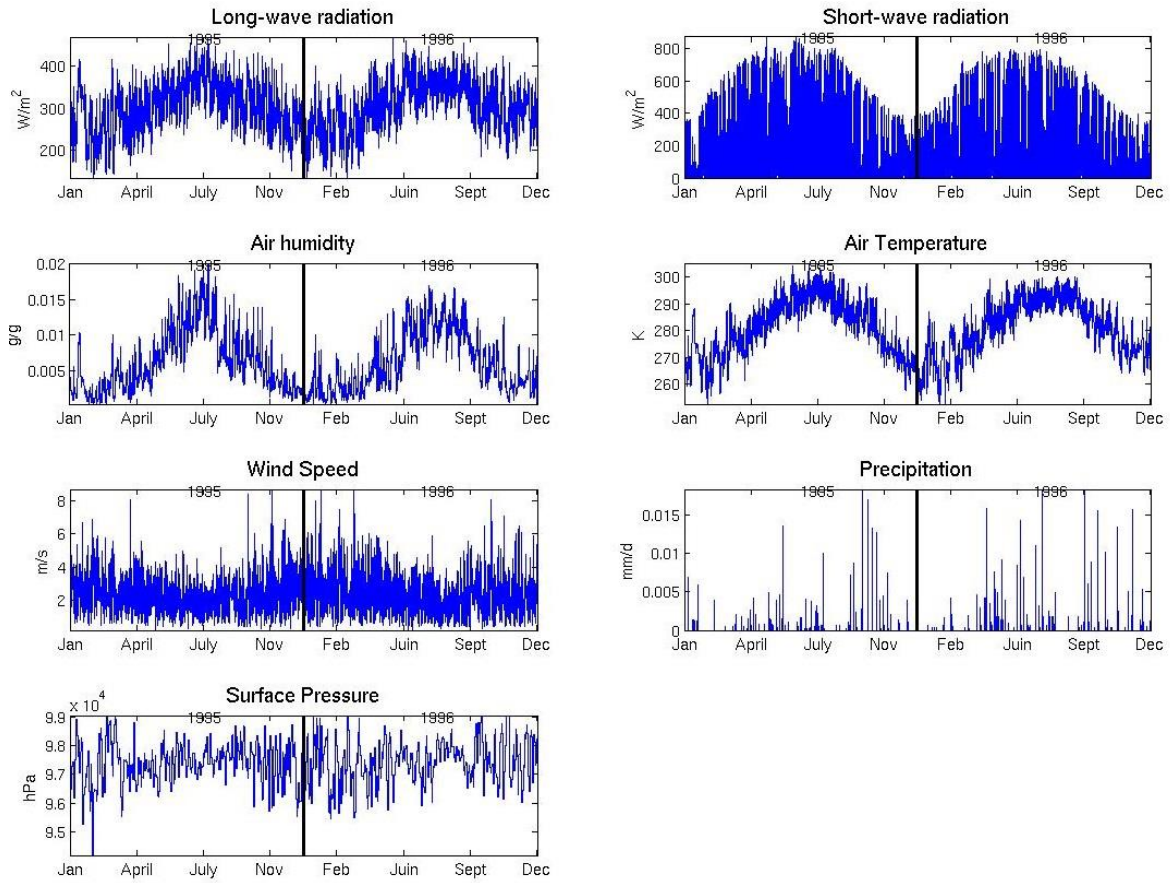 Long-wave radiation
1995 1996
400
300
200
W/m²
Jan April July Nov Feb Juin Sept Dec
Short-wave radiation
1995 1996
800
600
400
200
0
W/m²
Jan April July Nov Feb Juin Sept Dec
Air humidity
1995 1996
0.02
0.015
0.01
0.005
g/g
Jan April July Nov Feb Juin Sept Dec
Air Temperature
1995 1996
300
290
280
270
260
K
Jan April July Nov Feb Juin Sept Dec
Wind Speed
1995 1996
8
6
4
2
m/s
Jan April July Nov Feb Juin Sept Dec
Precipitation
1995 1996
0.015
0.01
0.005
0
mm/d
Jan April July Nov Feb Juin Sept Dec
Surface Pressure
x 10⁴
1995 1996
9.9
9.8
9.7
9.6
9.5
hPa
Jan April July Nov Feb Juin Sept Dec